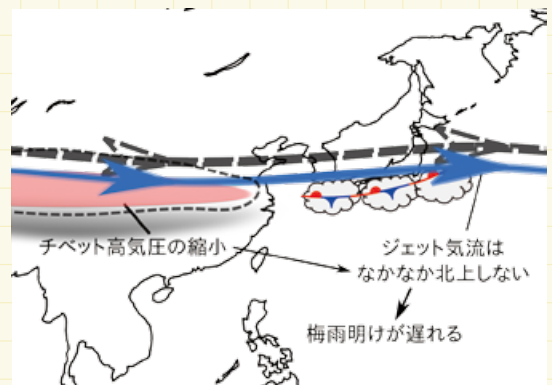 チベット高気圧の縮小
ジェット気流は
なかなか北上しない
梅雨明けが遅れる